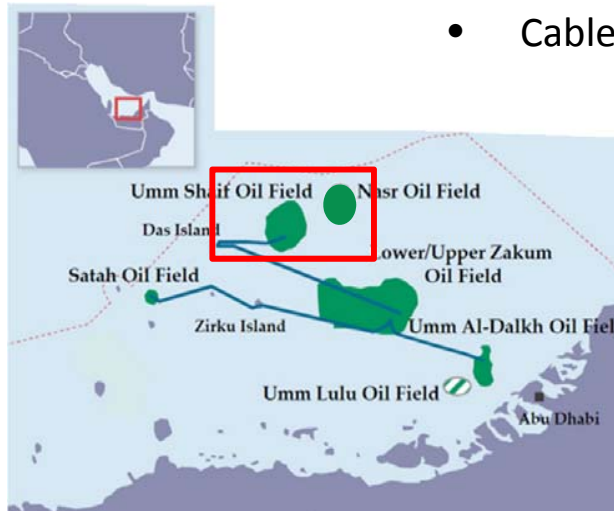 • Cable
Umm Shaif Oil Field
Nasr Oil Field
Das Island
Lower/Upper Zakum
Oil Field
Satah Oil Field
Zirku Island
Umm Al-Dalkh Oil Fiel
Umm Lulu Oil Field
Abu Dhabi